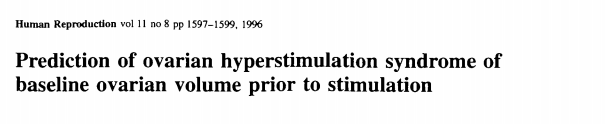 Human Reproduction vol 11 no 8 pp 1597–1599, 1996
Prediction of ovarian hyperstimulation syndrome of
baseline ovarian volume prior to stimulation